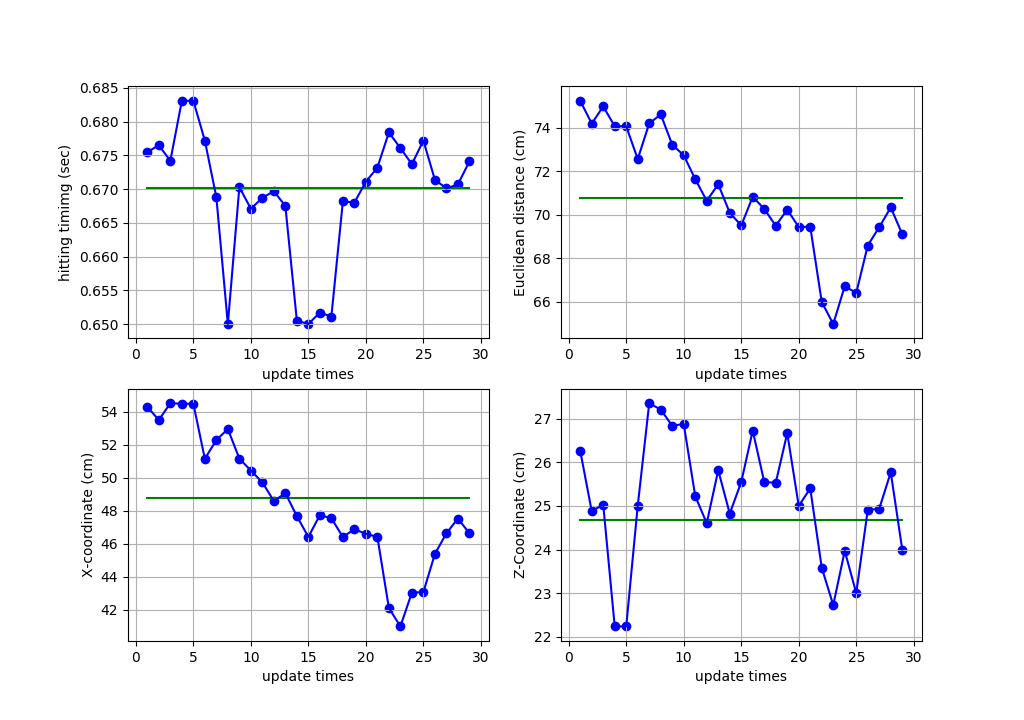 0.685
0.680
0.675
0.670
0.665
0.660
0.655
0.650
hitting timimg (sec)
0 5 10 15 20 25 30
update times
74
72
70
68
66
Euclidean distance (cm)
0 5 10 15 20 25 30
update times
54
52
50
48
46
44
42
X-coordinate (cm)
0 5 10 15 20 25 30
update times
27
26
25
24
23
22
Z-Coordinate (cm)
0 5 10 15 20 25 30
update times